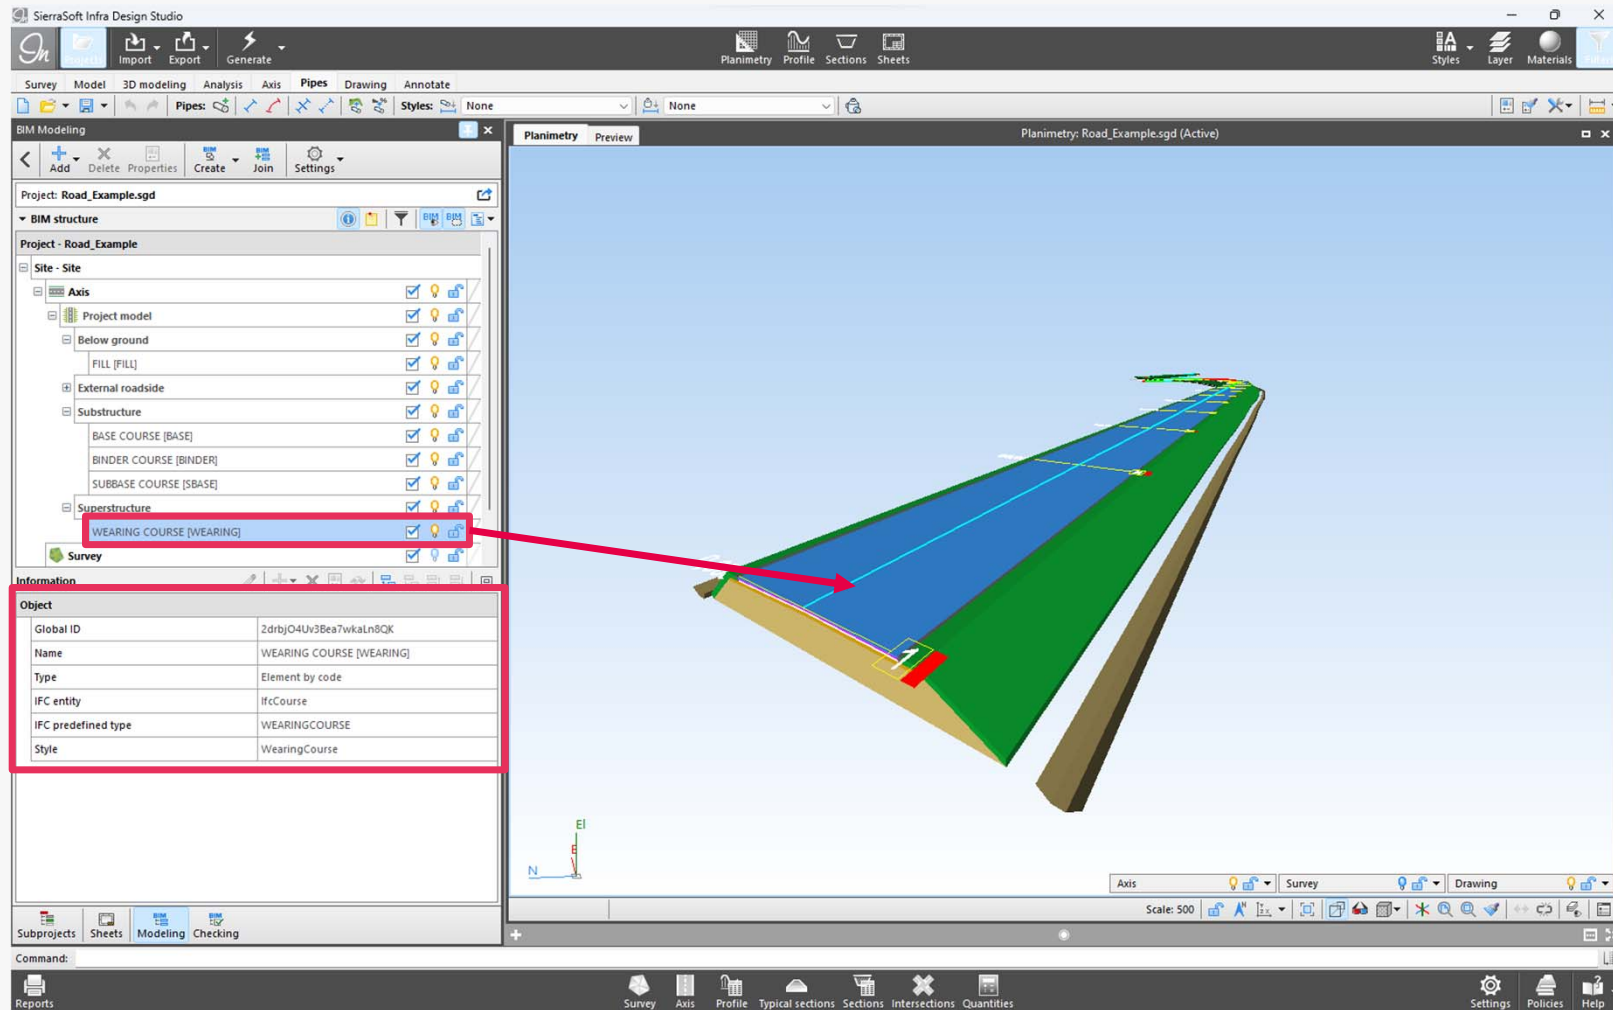 SierraSoft Infra Design Studio
Import Export Generate Planimetry Profile Sections Sheets Styles Layer Materials
Survey Model 3D modeling Analysis Axis Pipes Drawing Annotate
Pipes: Styles: None None
BIM Modeling
Planimetry Preview Planimetry: Road_Example.sgd (Active)
Add Delete Properties Create Join Settings
Project: Road_Example.sgd
BIM structure
Project - Road_Example
Site - Site
Axis
Project model
Below ground
FILL [FILL]
External roadside
Substructure
BASE COURSE [BASE]
BINDER COURSE [BINDER]
SUBBASE COURSE [SBASE]
Superstructure
WEARING COURSE [WEARING]
Survey
Information
Object
Global ID 2drbjO4Uv3Bea7wkaLn8QK
Name WEARING COURSE [WEARING]
Type Element by code
IFC entity IfcCourse
IFC predefined type WEARINGCOURSE
Style WearingCourse
1
El
E
N
Axis Survey Drawing
Scale: 500
Subprojects Sheets Modeling Checking
Command:
Reports Survey Axis Profile Typical sections Sections Intersections Quantities Settings Policies Help